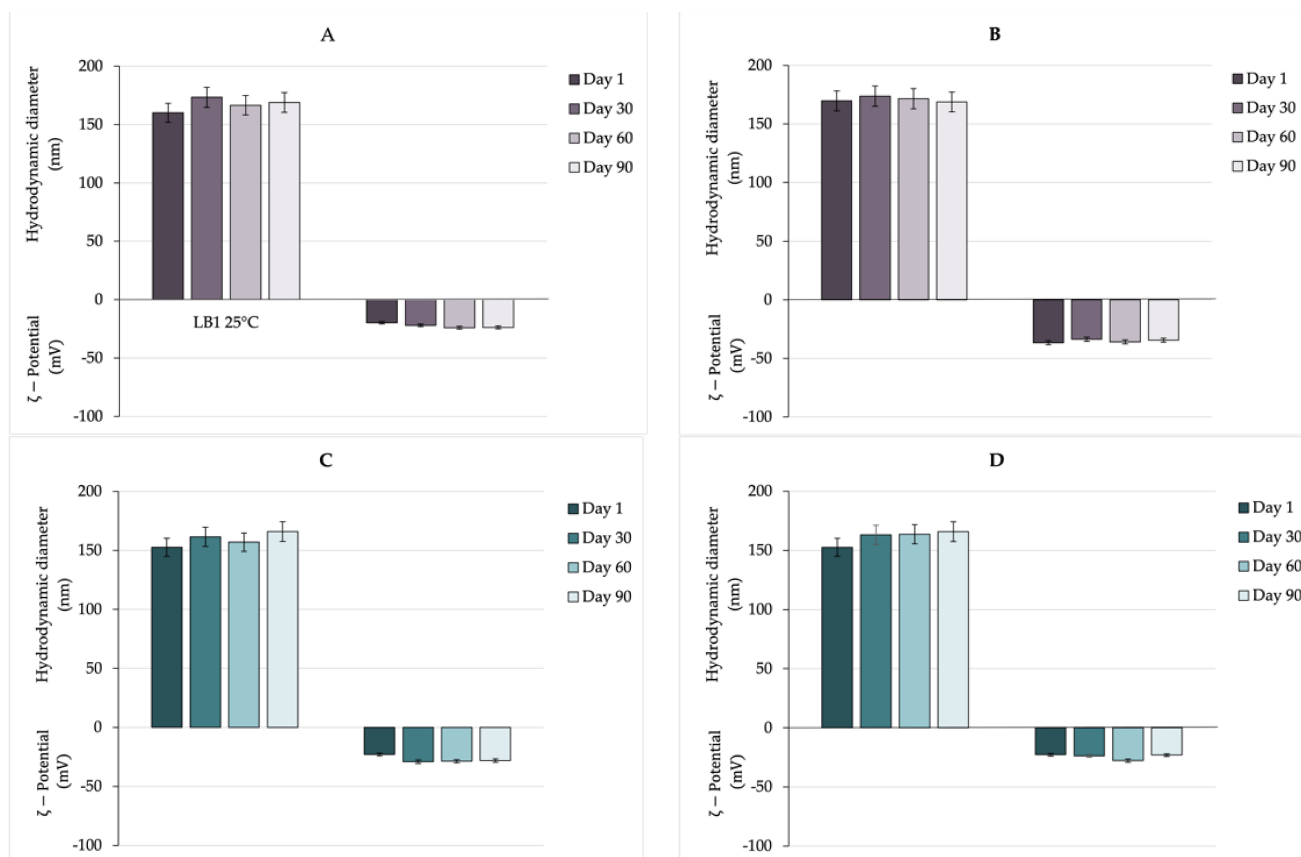 A
Hydrodynamic diameter
(nm)
ζ – Potential
(mV)
200
150
100
50
0
-50
-100
LB1 25°C
Day 1
Day 30
Day 60
Day 90
B
Hydrodynamic diameter
(nm)
ζ – Potential
(mV)
200
150
100
50
0
-50
-100
Day 1
Day 30
Day 60
Day 90
C
Hydrodynamic diameter
(nm)
ζ – Potential
(mV)
200
150
100
50
0
-50
-100
Day 1
Day 30
Day 60
Day 90
D
Hydrodynamic diameter
(nm)
ζ – Potential
(mV)
200
150
100
50
0
-50
-100
Day 1
Day 30
Day 60
Day 90